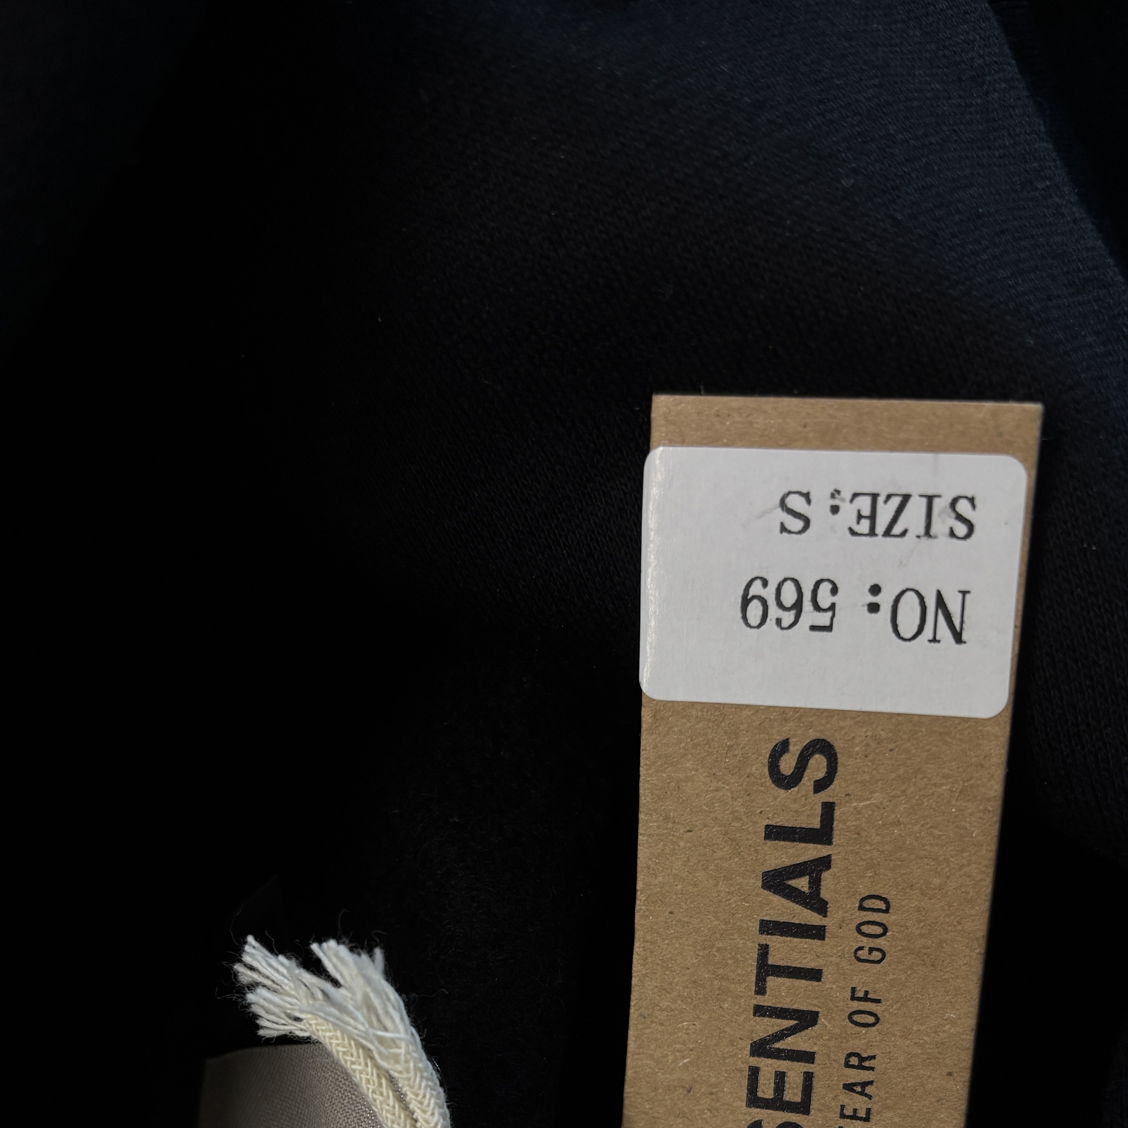 NO: 569
SIZE:S
SENTIALS
EAR OF GOD